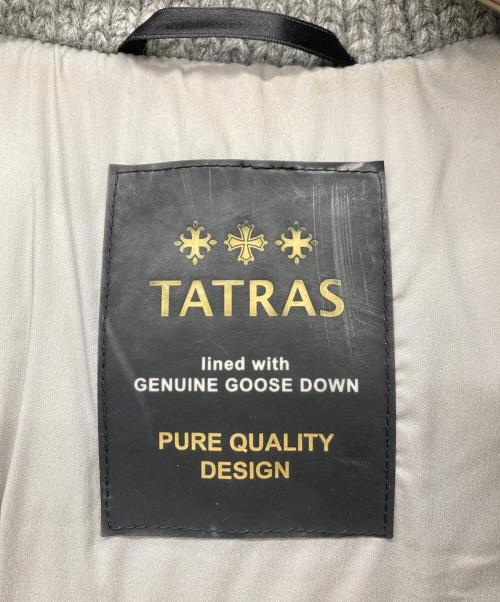 TATRAS
lined with
GENUINE GOOSE DOWN
PURE QUALITY
DESIGN